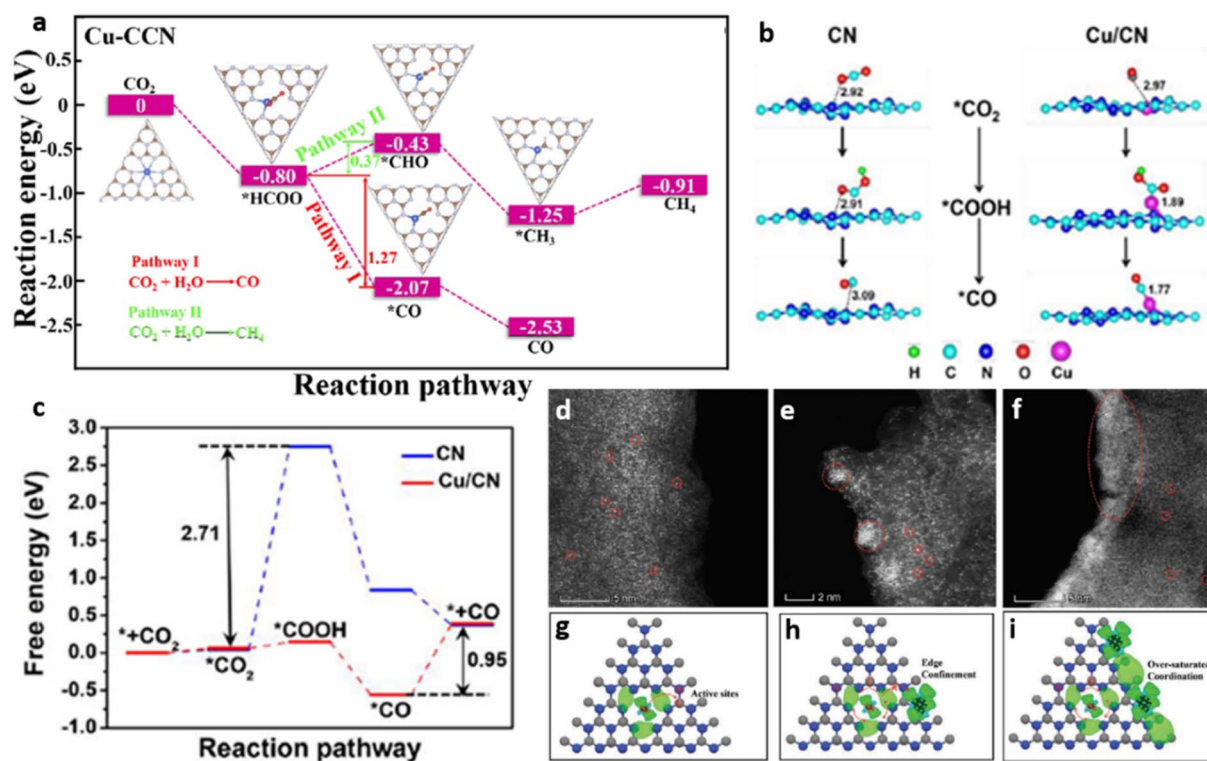 a
Cu-CCN
Reaction energy (eV)
0.5
0
-0.5
-1.0
-1.5
-2.0
-2.5
CO2
0
-0.80
*HCOO
Pathway II
0.37
-0.43
*CHO
-1.25
*CH3
-0.91
CH4
Pathway I
1.27
-2.07
*CO
-2.53
CO
Pathway I
CO2 + H2O → CO
Pathway II
CO2 + H2O → CH4
Reaction pathway
b
CN
Cu/CN
2.92
*CO2
2.97
2.91
*COOH
1.89
3.09
*CO
1.77
H C N O Cu
c
Free energy (eV)
3.0
2.5
2.0
1.5
1.0
0.5
0.0
-0.5
-1.0
CN
Cu/CN
2.71
*+CO2
*CO2
*COOH
*CO
*+CO
0.95
Reaction pathway
d
5 nm
e
2 nm
f
5 nm
g
Active sites
h
Edge
Confinement
i
Over-saturated
Coordination